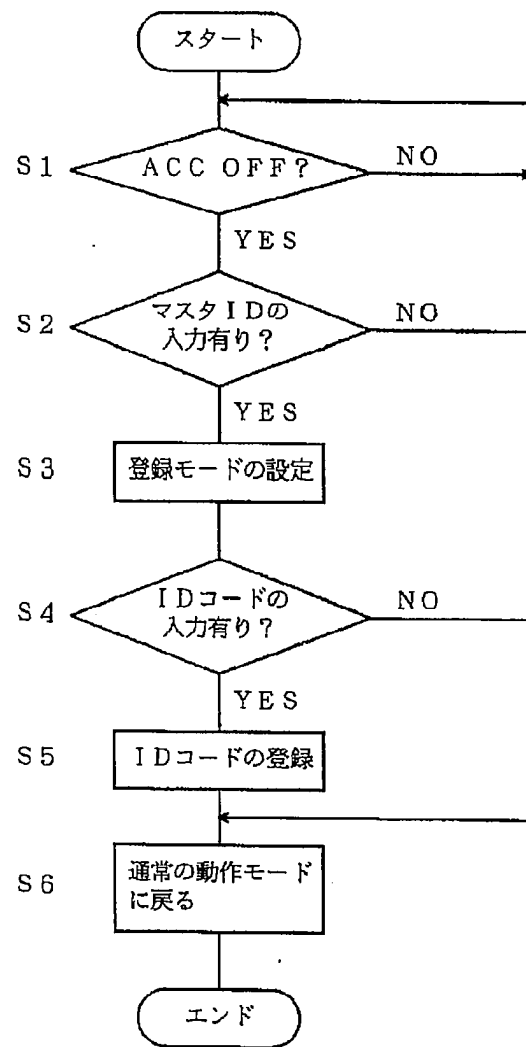 スタート
S1
ACC OFF?
NO
YES
S2
マスタIDの
入力有り?
NO
YES
S3
登録モードの設定
S4
IDコードの
入力有り?
NO
YES
S5
IDコードの登録
S6
通常の動作モード
に戻る
エンド